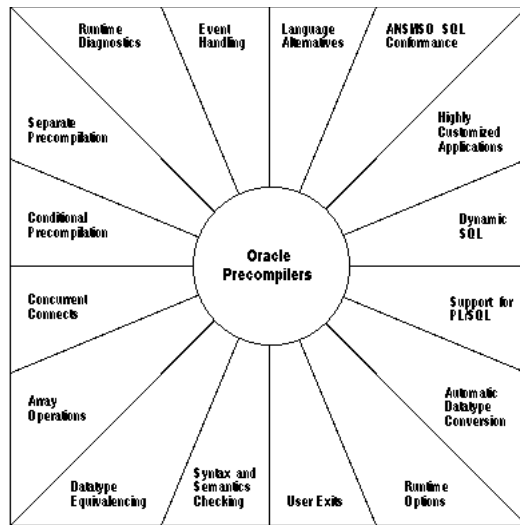 Runtime
Diagnostics
Event
Handling
Language
Alternatives
ANSI/ISO SQL
Conformance
Separate
Precompilation
Highly
Customized
Applications
Conditional
Precompilation
Dynamic
SQL
Oracle
Precompilers
Concurrent
Connects
Support for
PL/SQL
Array
Operations
Automatic
Datatype
Conversion
Datatype
Equivalencing
Syntax and
Semantics
Checking
User Exits
Runtime
Options